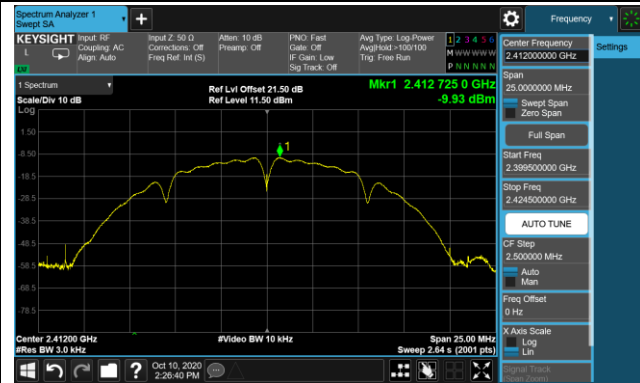 Spectrum Analyzer 1
Swept SA
Frequency
KEYSIGHT
L
Input: RF
Coupling: AC
Align: Auto
Input Z: 50 Ω
Corrections: Off
Freq Ref: Int (S)
Atten: 10 dB
Preamp: Off
PNO: Fast
Gate: Off
IF Gain: Low
Sig Track: Off
Avg Type: Log-Power
Avg|Hold:>100/100
Trig: Free Run
1 2 3 4 5 6
M W W W W W
P N N N N N
Center Frequency
2.412000000 GHz
Settings
Span
25.0000000 MHz
Swept Span
Zero Span
Full Span
Start Freq
2.399500000 GHz
Stop Freq
2.424500000 GHz
AUTO TUNE
CF Step
2.500000 MHz
Auto
Man
Freq Offset
0 Hz
X Axis Scale
Log
Lin
Signal Track
(Span Zoom)
1 Spectrum
Scale/Div 10 dB
Ref Lvl Offset 21.50 dB
Ref Level 11.50 dBm
Mkr1 2.412 725 0 GHz
-9.93 dBm
Log
1.50
-8.50
1
-18.5
-28.5
-38.5
-48.5
-58.5
-68.5
-78.5
Center 2.41200 GHz
#Res BW 3.0 kHz
#Video BW 10 kHz
Span 25.00 MHz
Sweep 2.64 s (2001 pts)
?
Oct 10, 2020
2:26:40 PM